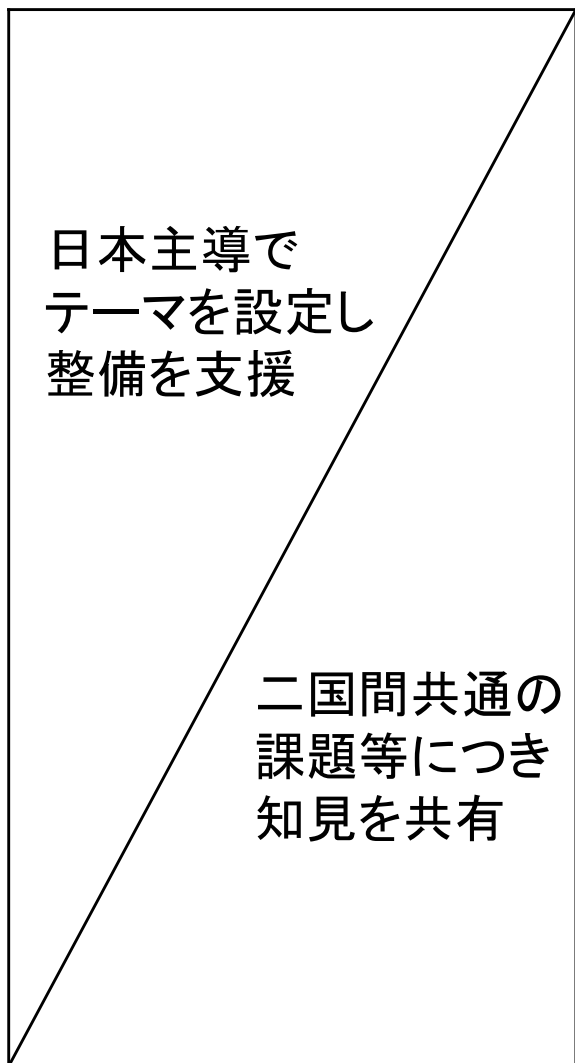 日本主導で
テーマを設定し
整備を支援
二国間共通の
課題等につき
知見を共有